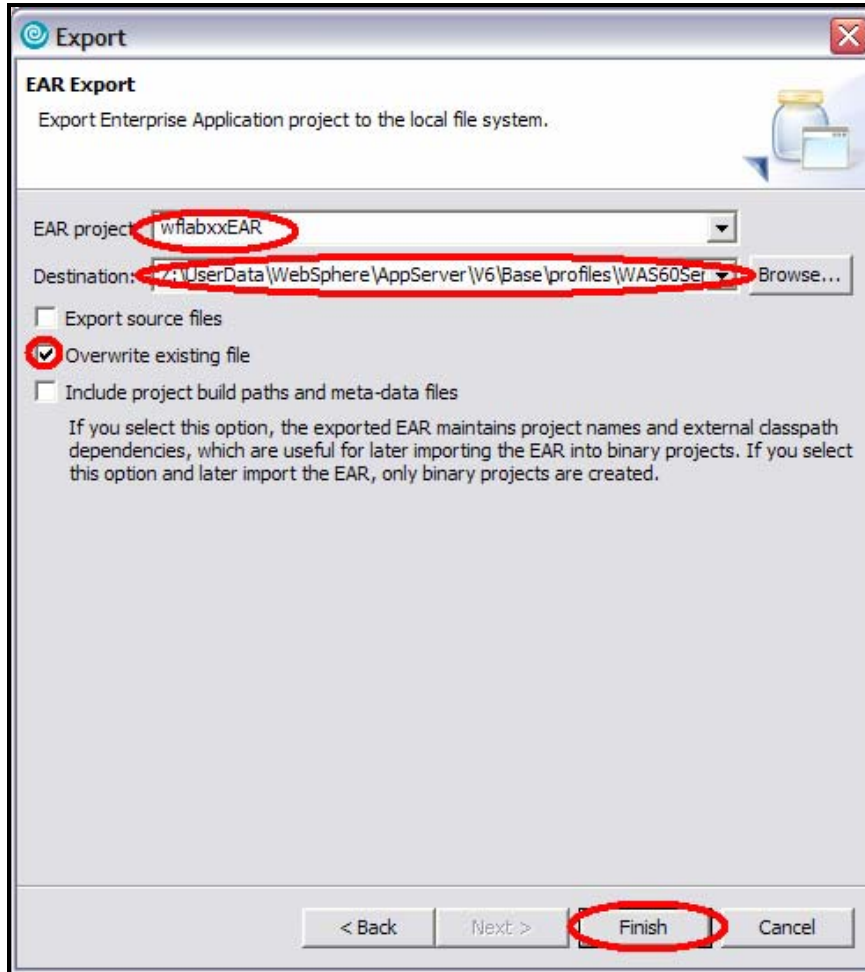 Export
EAR Export
Export Enterprise Application project to the local file system.
EAR project: wflabxxEAR
Destination: Z:\UserData\WebSphere\AppServer\V6\Base\profiles\WAS60Ser Browse...
Export source files
Overwrite existing file
Include project build paths and meta-data files
If you select this option, the exported EAR maintains project names and external classpath
dependencies, which are useful for later importing the EAR into binary projects. If you select
this option and later import the EAR, only binary projects are created.
< Back Next > Finish Cancel